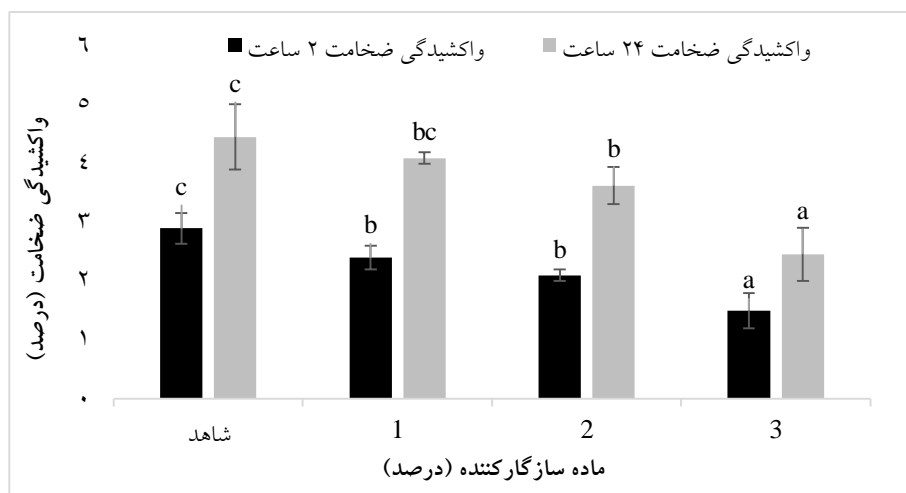 واکشیدگی ضخامت (درصد)
۶
۵
۴
۳
۲
۱
۰
واکشیدگی ضخامت ۲ ساعت
واکشیدگی ضخامت ۲۴ ساعت
c
c
b
bc
b
b
a
a
شاهد
1
2
3
ماده سازگارکننده (درصد)